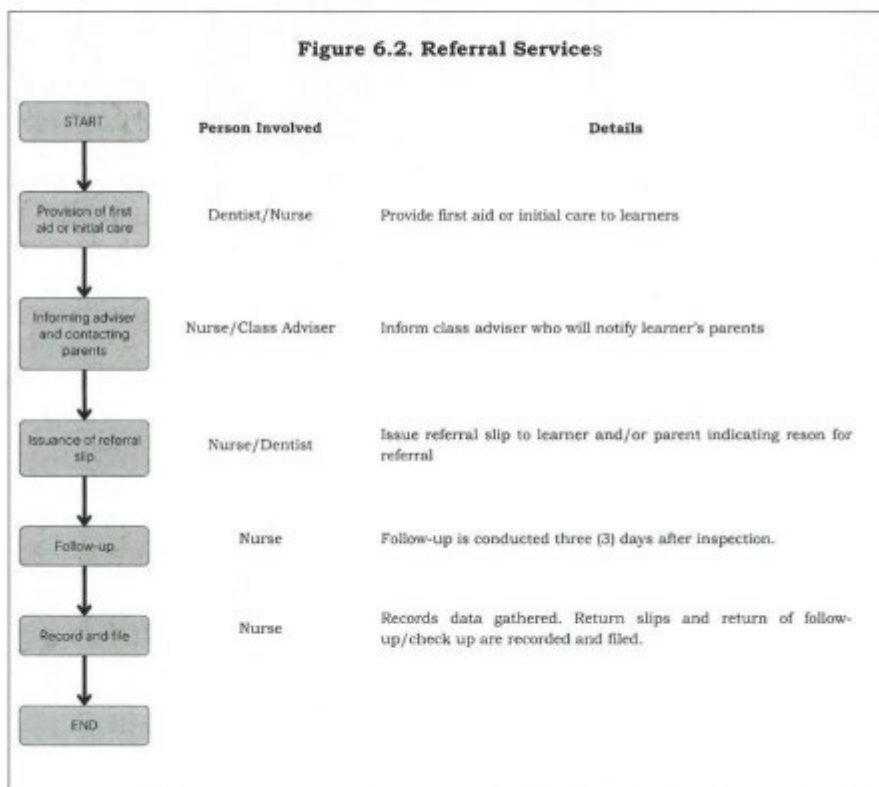 Figure 6.2. Referral Services
START
Person Involved
Details
Provision of first
aid or initial care
Dentist/Nurse
Provide first aid or initial care to learners
Informing adviser
and contacting
parents
Nurse/Class Adviser
Inform class adviser who will notify learner's parents
Issuance of referral
slip
Nurse/Dentist
Issue referral slip to learner and/or parent indicating reson for
referral
Follow-up
Nurse
Follow-up is conducted three (3) days after inspection.
Record and file
Nurse
Records data gathered. Return slips and return of follow-
up/check up are recorded and filed.
END